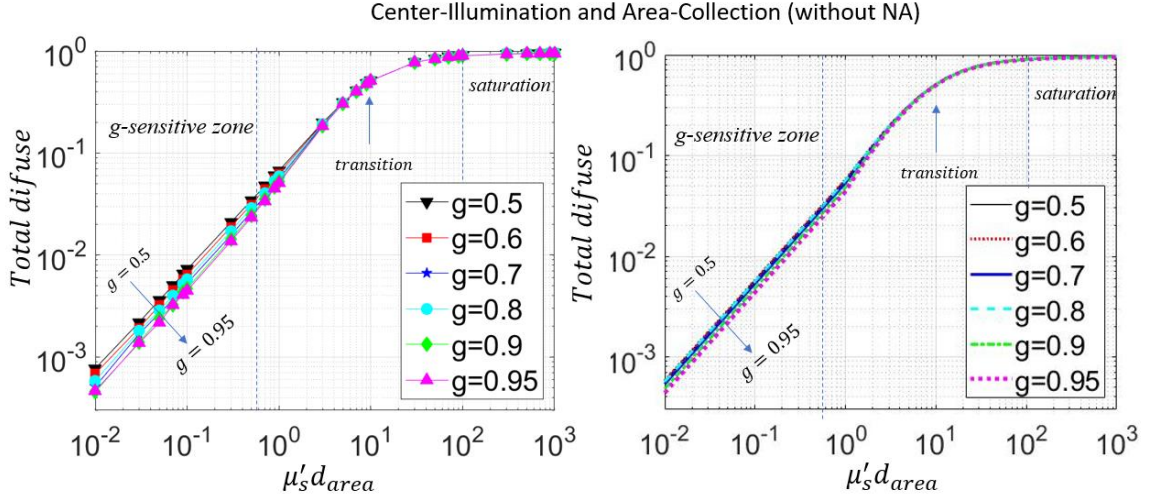 Center-Illumination and Area-Collection (without NA)
10^0
10^-1
10^-2
10^-3
Total difuse
g-sensitive zone
saturation
transition
g = 0.5
g = 0.95
g=0.5
g=0.6
g=0.7
g=0.8
g=0.9
g=0.95
10^-2
10^-1
10^0
10^1
10^2
10^3
μ's d_area
10^0
10^-1
10^-2
10^-3
Total difuse
g-sensitive zone
saturation
transition
g = 0.5
g = 0.95
g=0.5
g=0.6
g=0.7
g=0.8
g=0.9
g=0.95
10^-2
10^-1
10^0
10^1
10^2
10^3
μ's d_area